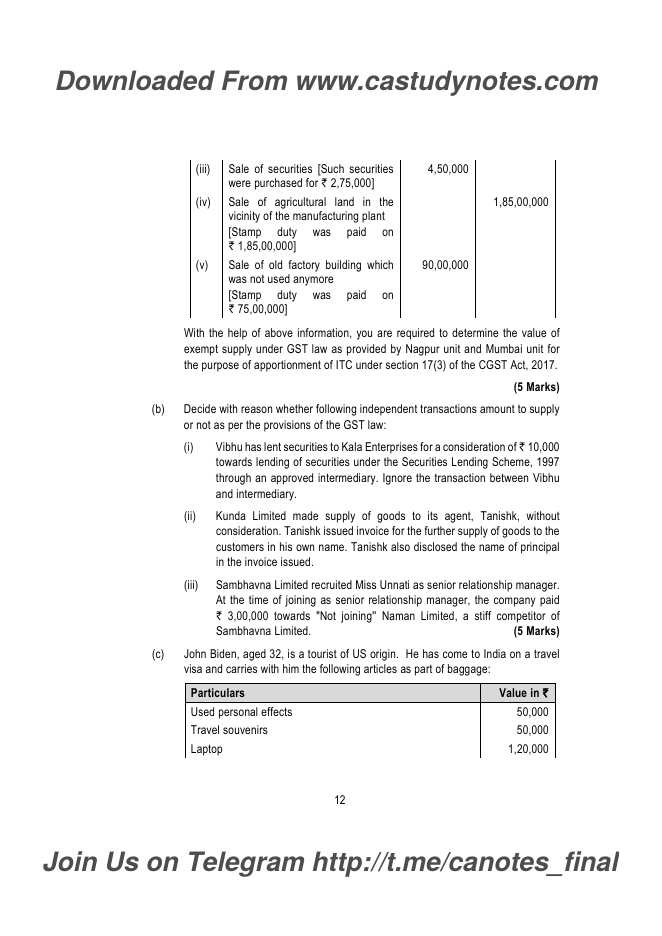 Downloaded From www.castudynotes.com
(iii) Sale of securities [Such securities 4,50,000
were purchased for ₹ 2,75,000]
(iv) Sale of agricultural land in the 1,85,00,000
vicinity of the manufacturing plant
[Stamp duty was paid on
₹ 1,85,00,000]
(v) Sale of old factory building which 90,00,000
was not used anymore
[Stamp duty was paid on
₹ 75,00,000]
With the help of above information, you are required to determine the value of
exempt supply under GST law as provided by Nagpur unit and Mumbai unit for
the purpose of apportionment of ITC under section 17(3) of the CGST Act, 2017.
(5 Marks)
(b) Decide with reason whether following independent transactions amount to supply
or not as per the provisions of the GST law:
(i) Vibhu has lent securities to Kala Enterprises for a consideration of ₹ 10,000
towards lending of securities under the Securities Lending Scheme, 1997
through an approved intermediary. Ignore the transaction between Vibhu
and intermediary.
(ii) Kunda Limited made supply of goods to its agent, Tanishk, without
consideration. Tanishk issued invoice for the further supply of goods to the
customers in his own name. Tanishk also disclosed the name of principal
in the invoice issued.
(iii) Sambhavna Limited recruited Miss Unnati as senior relationship manager.
At the time of joining as senior relationship manager, the company paid
₹ 3,00,000 towards "Not joining" Naman Limited, a stiff competitor of
Sambhavna Limited. (5 Marks)
(c) John Biden, aged 32, is a tourist of US origin. He has come to India on a travel
visa and carries with him the following articles as part of baggage:
Particulars Value in ₹
Used personal effects 50,000
Travel souvenirs 50,000
Laptop 1,20,000
12
Join Us on Telegram http://t.me/canotes_final